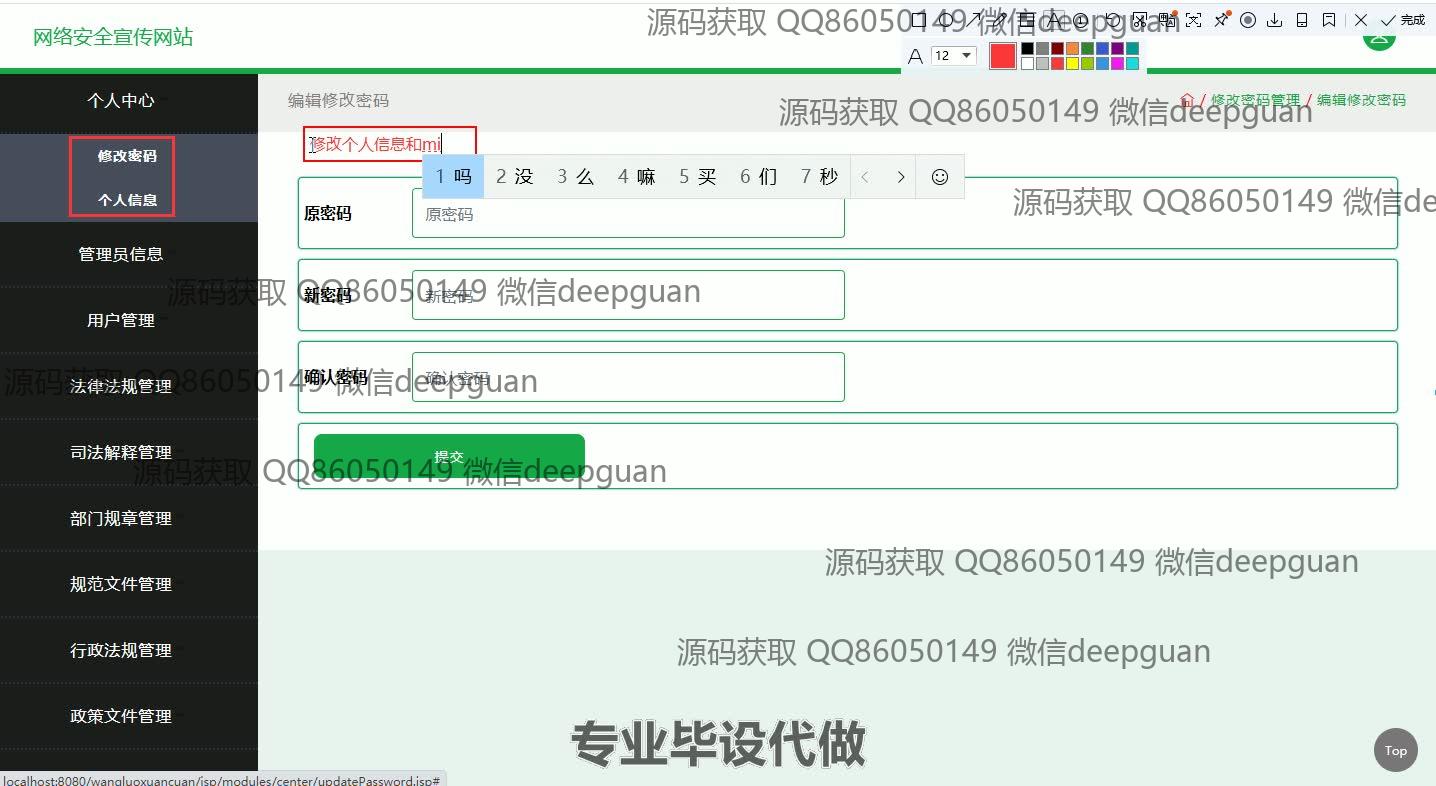 网络安全宣传网站
源码获取 QQ86050149 微信deepguan
完成
12
个人中心
编辑修改密码
/ 修改密码管理 / 编辑修改密码
源码获取 QQ86050149 微信deepguan
修改密码
修改个人信息和mi
1 吗 2 没 3 么 4 嘛 5 买 6 们 7 秒
个人信息
源码获取 QQ86050149 微信de
原密码
原密码
管理员信息
源码获取 QQ86050149 微信deepguan
新密码
新密码
用户管理
源码获取 QQ86050149 微信deepguan
法律法规管理
确认密码
确认密码
司法解释管理
提交
源码获取 QQ86050149 微信deepguan
部门规章管理
源码获取 QQ86050149 微信deepguan
规范文件管理
行政法规管理
源码获取 QQ86050149 微信deepguan
政策文件管理
专业毕设代做
Top
localhost:8080/wangluoxuancuan/jsp/modules/center/updatePassword.jsp#